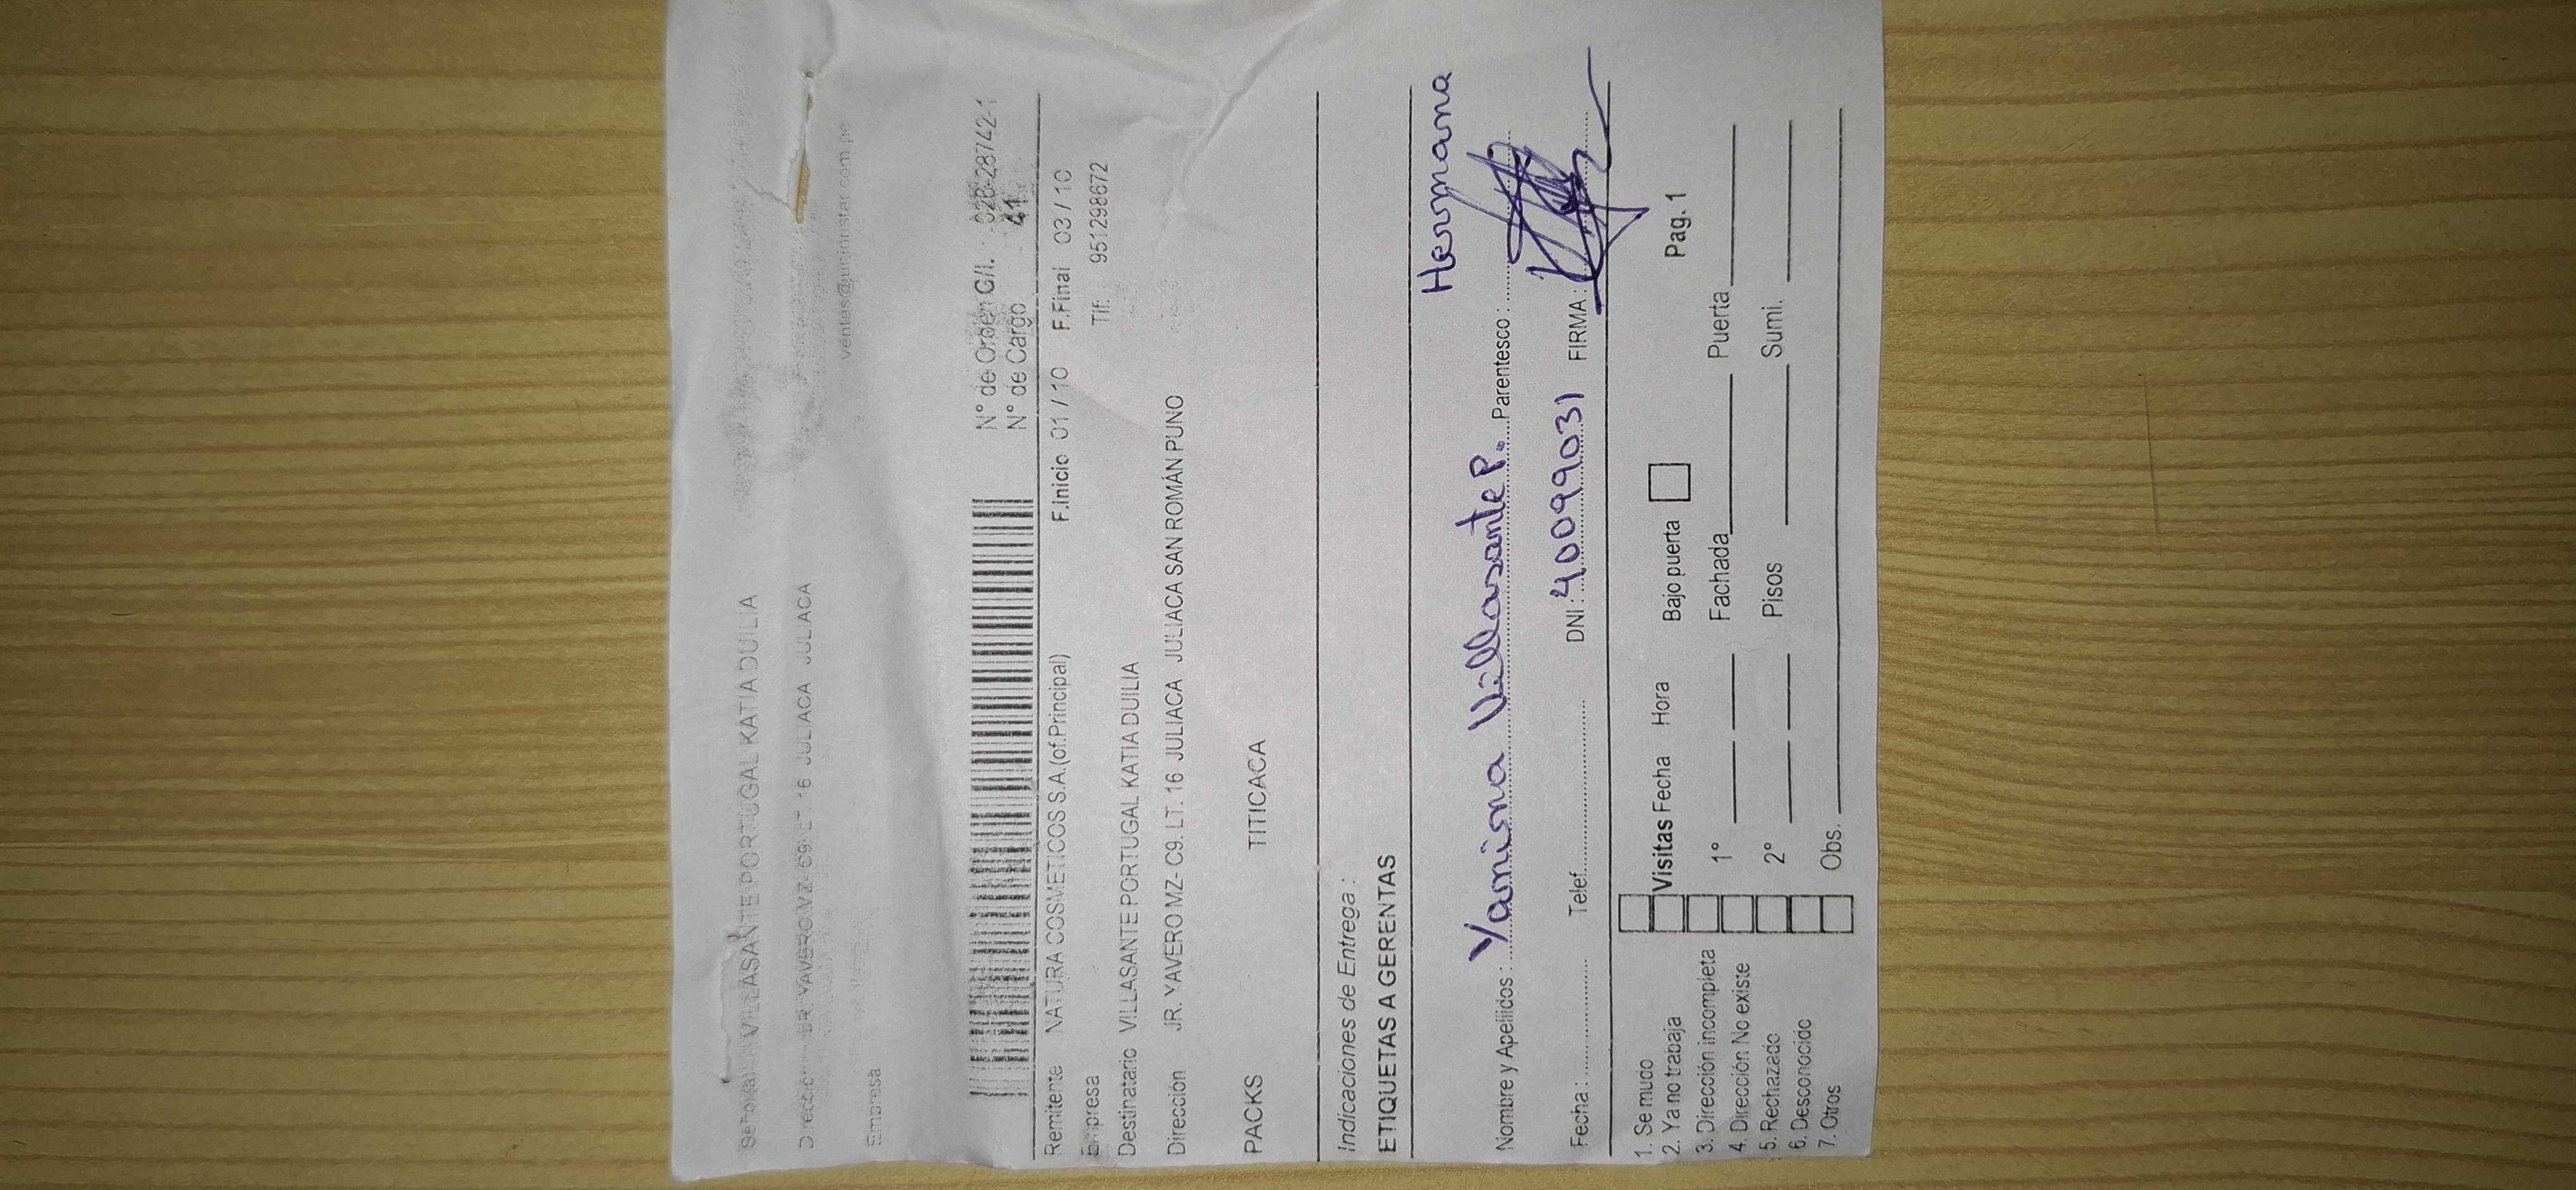 Señor(a) VILLASANTE PORTUGAL KATIA DUILIA
Dirección JR. YAVERO MZ- C9. LT. 16 JULIACA JULIACA
ventas@juniorstar.com.pe
Empresa
N° de Orden G/I. 028-28742-1
N° de Cargo 41
Remitente NATURA COSMETICOS S.A.(of.Principal) F.Inicio 01 / 10 F.Final 03 / 10
Empresa Tlf. 951298672
Destinatario VILLASANTE PORTUGAL KATIA DUILIA
Dirección JR. YAVERO MZ- C9. LT. 16 JULIACA JULIACA SAN ROMÁN PUNO
PACKS TITICACA
Indicaciones de Entrega :
ETIQUETAS A GERENTAS
Hermana
Nombre y Apellidos : Yanina Villasante P. Parentesco :
Fecha : Telef. DNI : 40099031 FIRMA :
1. Se mudo
2. Ya no trabaja Visitas Fecha Hora Bajo puerta Pag. 1
3. Dirección incompleta
4. Dirección No existe 1° Fachada Puerta
5. Rechazado 2° Pisos Sumi.
6. Desconocido
7. Otros Obs.